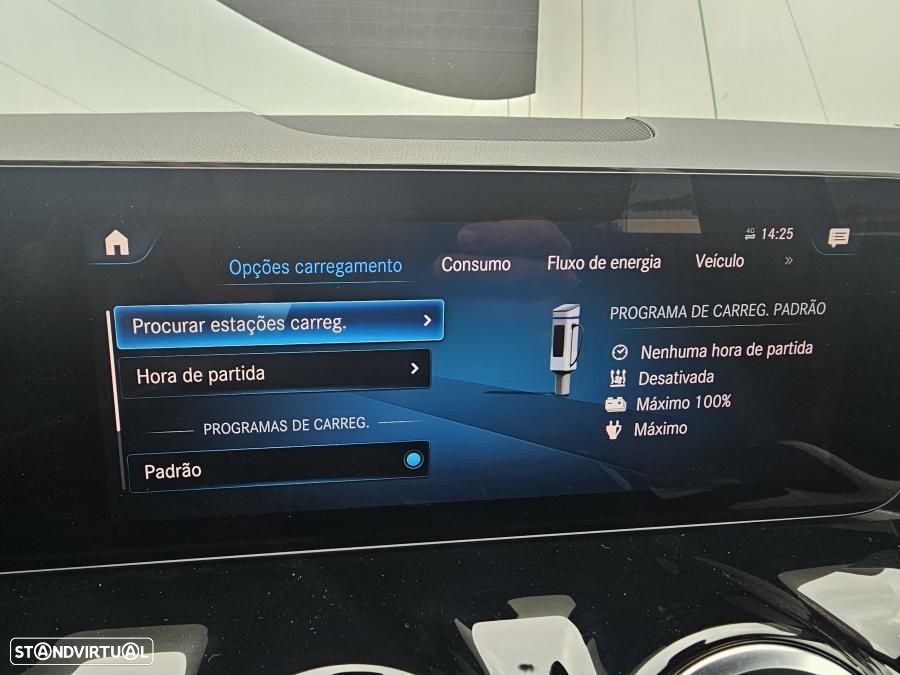 4G 14:25
Opções carregamento Consumo Fluxo de energia Veículo »
Procurar estações carreg.
Hora de partida
PROGRAMAS DE CARREG.
Padrão
PROGRAMA DE CARREG. PADRÃO
Nenhuma hora de partida
Desativada
Máximo 100%
Máximo
STANDVIRTUAL